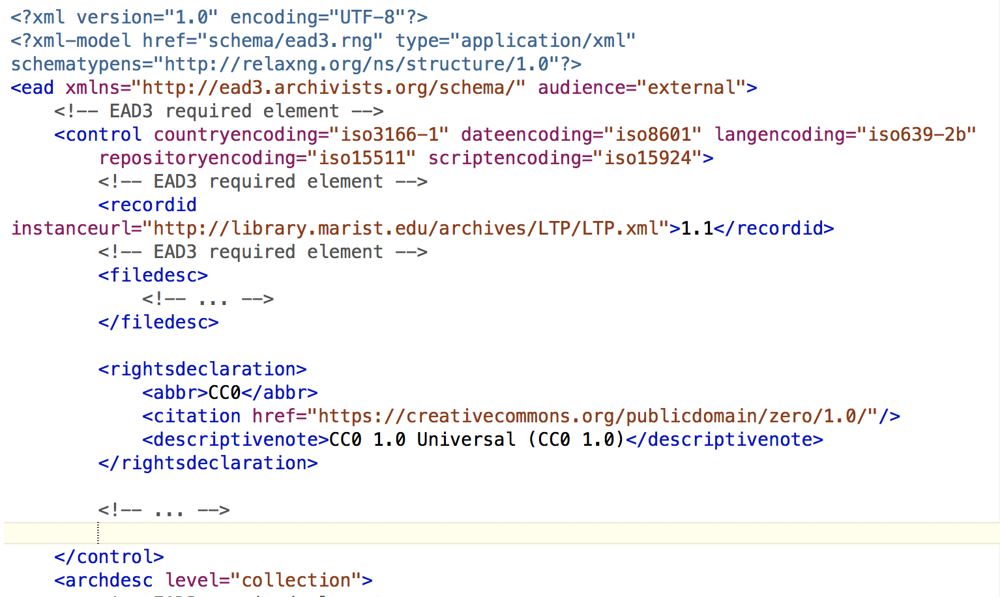 <?xml version="1.0" encoding="UTF-8"?>
<?xml-model href="schema/ead3.rng" type="application/xml"
schematypens="http://relaxng.org/ns/structure/1.0"?>
<ead xmlns="http://ead3.archivists.org/schema/" audience="external">
    <!-- EAD3 required element -->
    <control countryencoding="iso3166-1" dateencoding="iso8601" langencoding="iso639-2b"
        repositoryencoding="iso15511" scriptencoding="iso15924">
        <!-- EAD3 required element -->
        <recordid
instanceurl="http://library.marist.edu/archives/LTP/LTP.xml">1.1</recordid>
        <!-- EAD3 required element -->
        <filedesc>
            <!-- ... -->
        </filedesc>

        <rightsdeclaration>
            <abbr>CC0</abbr>
            <citation href="https://creativecommons.org/publicdomain/zero/1.0/"/>
            <descriptivenote>CC0 1.0 Universal (CC0 1.0)</descriptivenote>
        </rightsdeclaration>

        <!-- ... -->

    </control>
    <archdesc level="collection">